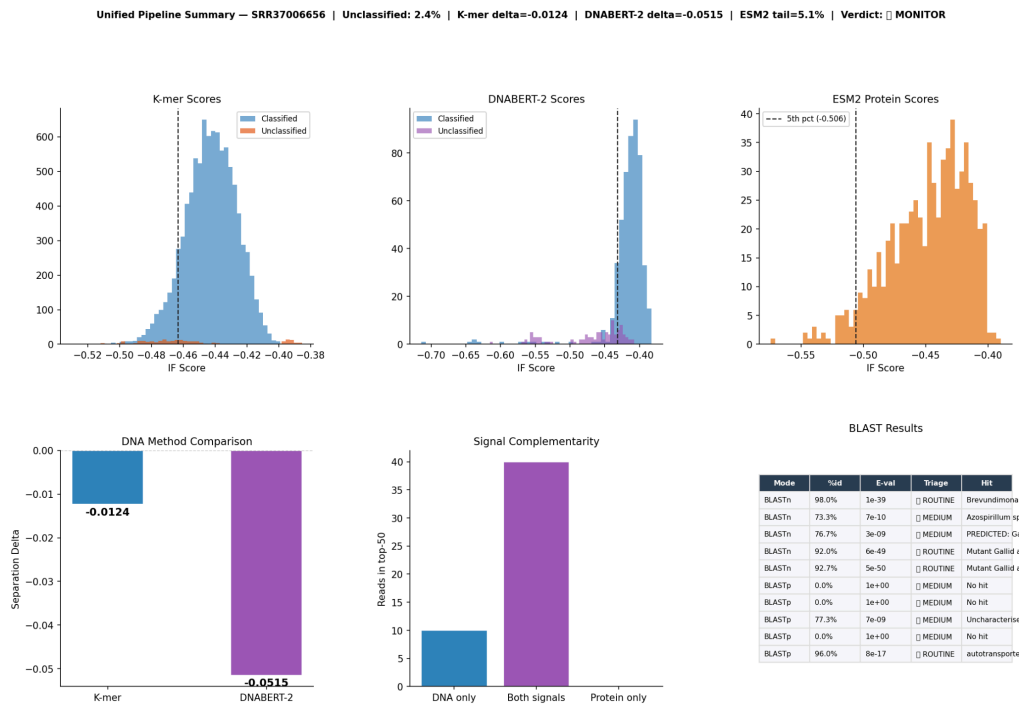 Unified Pipeline Summary — SRR37006656 | Unclassified: 2.4% | K-mer delta=-0.0124 | DNABERT-2 delta=-0.0515 | ESM2 tail=5.1% | Verdict: ▯ MONITOR
K-mer Scores
Classified
Unclassified
600
500
400
300
200
100
0
−0.52 −0.50 −0.48 −0.46 −0.44 −0.42 −0.40 −0.38
IF Score
DNABERT-2 Scores
Classified
Unclassified
80
60
40
20
0
−0.70 −0.65 −0.60 −0.55 −0.50 −0.45 −0.40
IF Score
ESM2 Protein Scores
5th pct (-0.506)
40
35
30
25
20
15
10
5
0
−0.55 −0.50 −0.45 −0.40
IF Score
DNA Method Comparison
Separation Delta
0.00
−0.01
−0.02
−0.03
−0.04
−0.05
-0.0124
-0.0515
K-mer DNABERT-2
Signal Complementarity
Reads in top-50
40
35
30
25
20
15
10
5
0
DNA only Both signals Protein only
BLAST Results
Mode %id E-val Triage Hit
BLASTn 98.0% 1e-39 ▯ ROUTINE Brevundimona
BLASTn 73.3% 7e-10 ▯ MEDIUM Azospirillum sp
BLASTn 76.7% 3e-09 ▯ MEDIUM PREDICTED: Ga
BLASTn 92.0% 6e-49 ▯ ROUTINE Mutant Gallid a
BLASTn 92.7% 5e-50 ▯ ROUTINE Mutant Gallid a
BLASTp 0.0% 1e+00 ▯ MEDIUM No hit
BLASTp 0.0% 1e+00 ▯ MEDIUM No hit
BLASTp 77.3% 7e-09 ▯ MEDIUM Uncharacterise
BLASTp 0.0% 1e+00 ▯ MEDIUM No hit
BLASTp 96.0% 8e-17 ▯ ROUTINE autotransporte